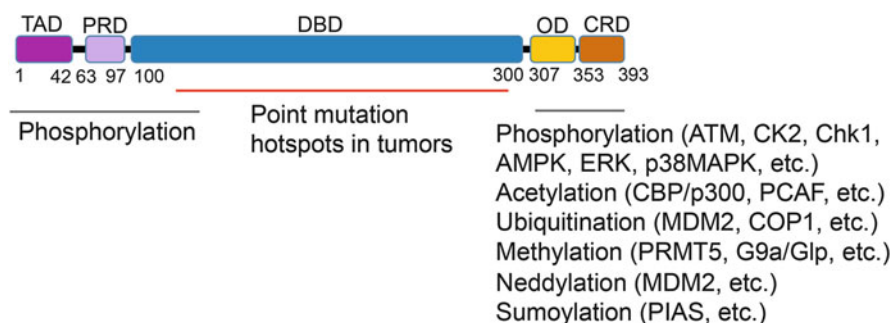 TAD PRD DBD OD CRD
1 42 63 97 100 300 307 353 393
Phosphorylation
Point mutation
hotspots in tumors
Phosphorylation (ATM, CK2, Chk1,
AMPK, ERK, p38MAPK, etc.)
Acetylation (CBP/p300, PCAF, etc.)
Ubiquitination (MDM2, COP1, etc.)
Methylation (PRMT5, G9a/Glp, etc.)
Neddylation (MDM2, etc.)
Sumoylation (PIAS, etc.)